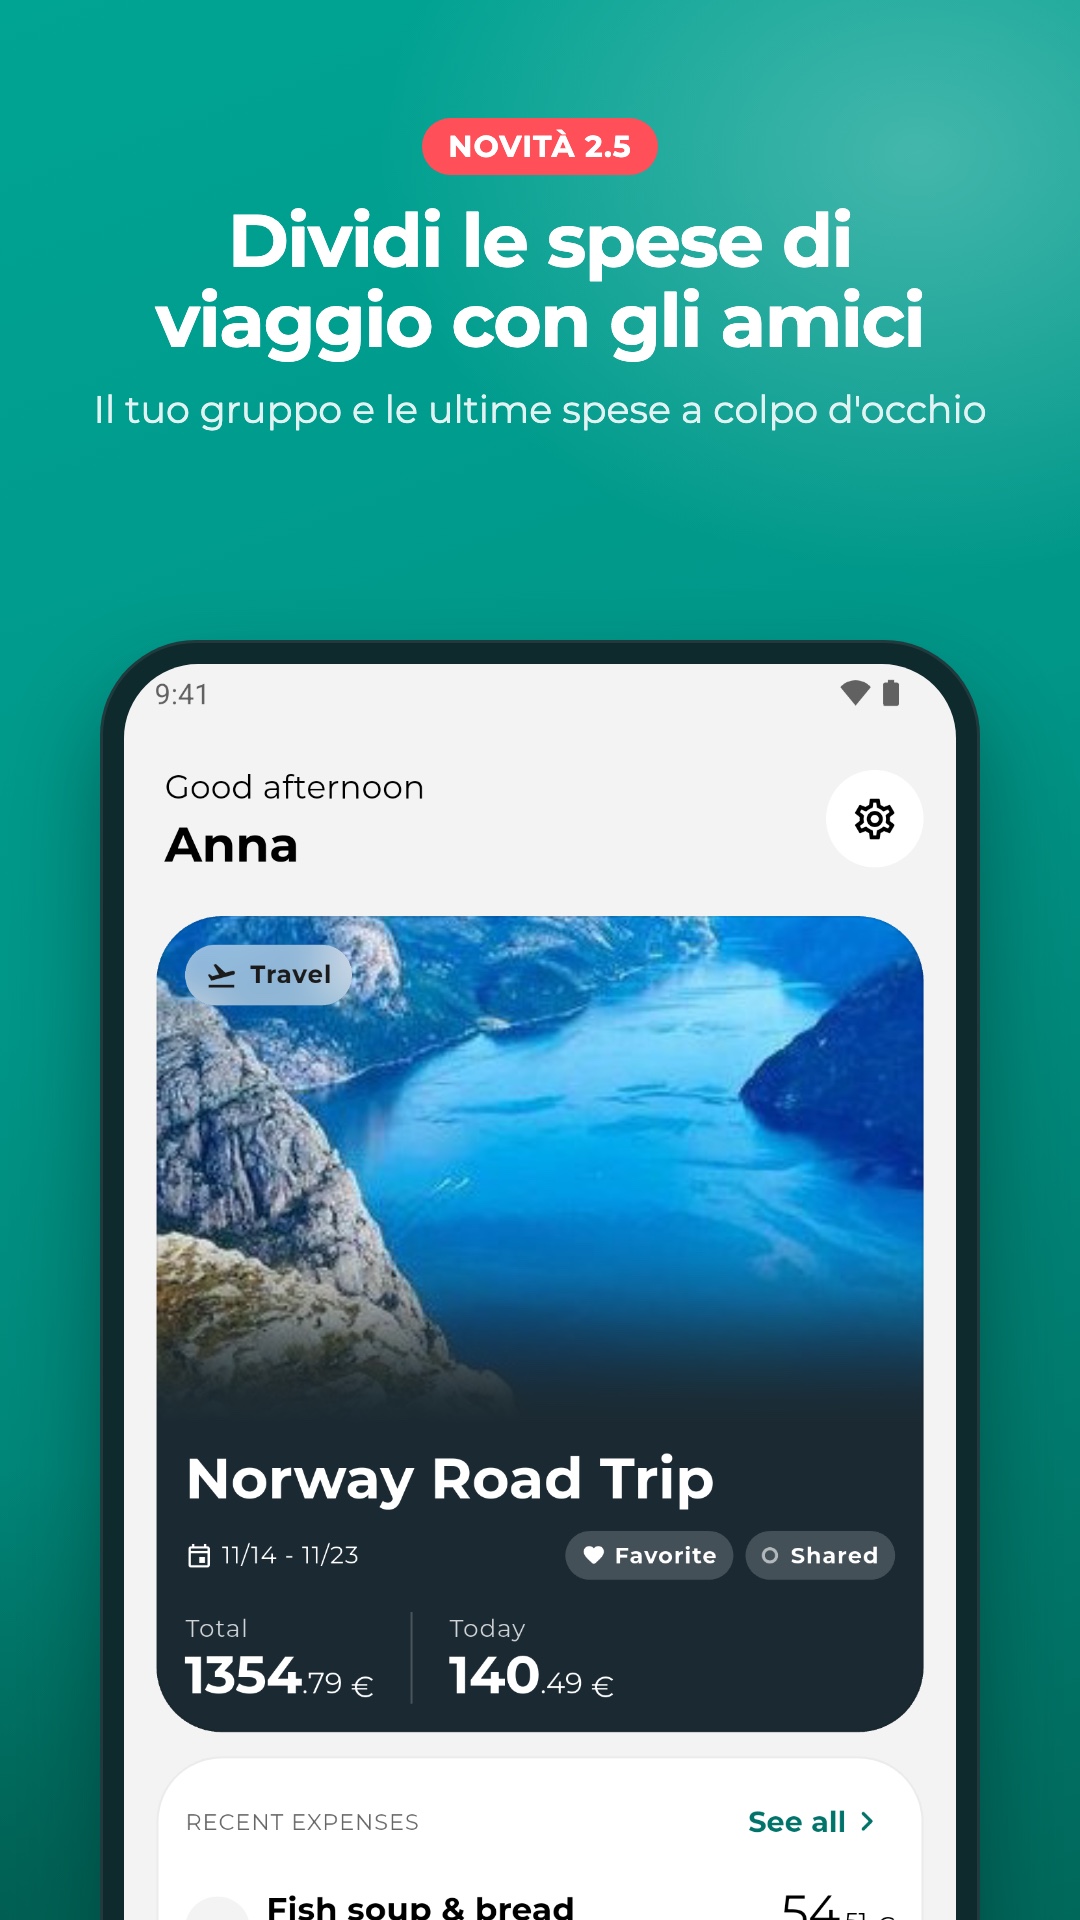 NOVITÀ 2.5
Dividi le spese di
viaggio con gli amici
Il tuo gruppo e le ultime spese a colpo d'occhio
9:41
Good afternoon
Anna
Travel
Norway Road Trip
11/14 - 11/23
Favorite
Shared
Total
Today
1354.79 €
140.49 €
RECENT EXPENSES
See all
Fish soup & bread
54.51 €